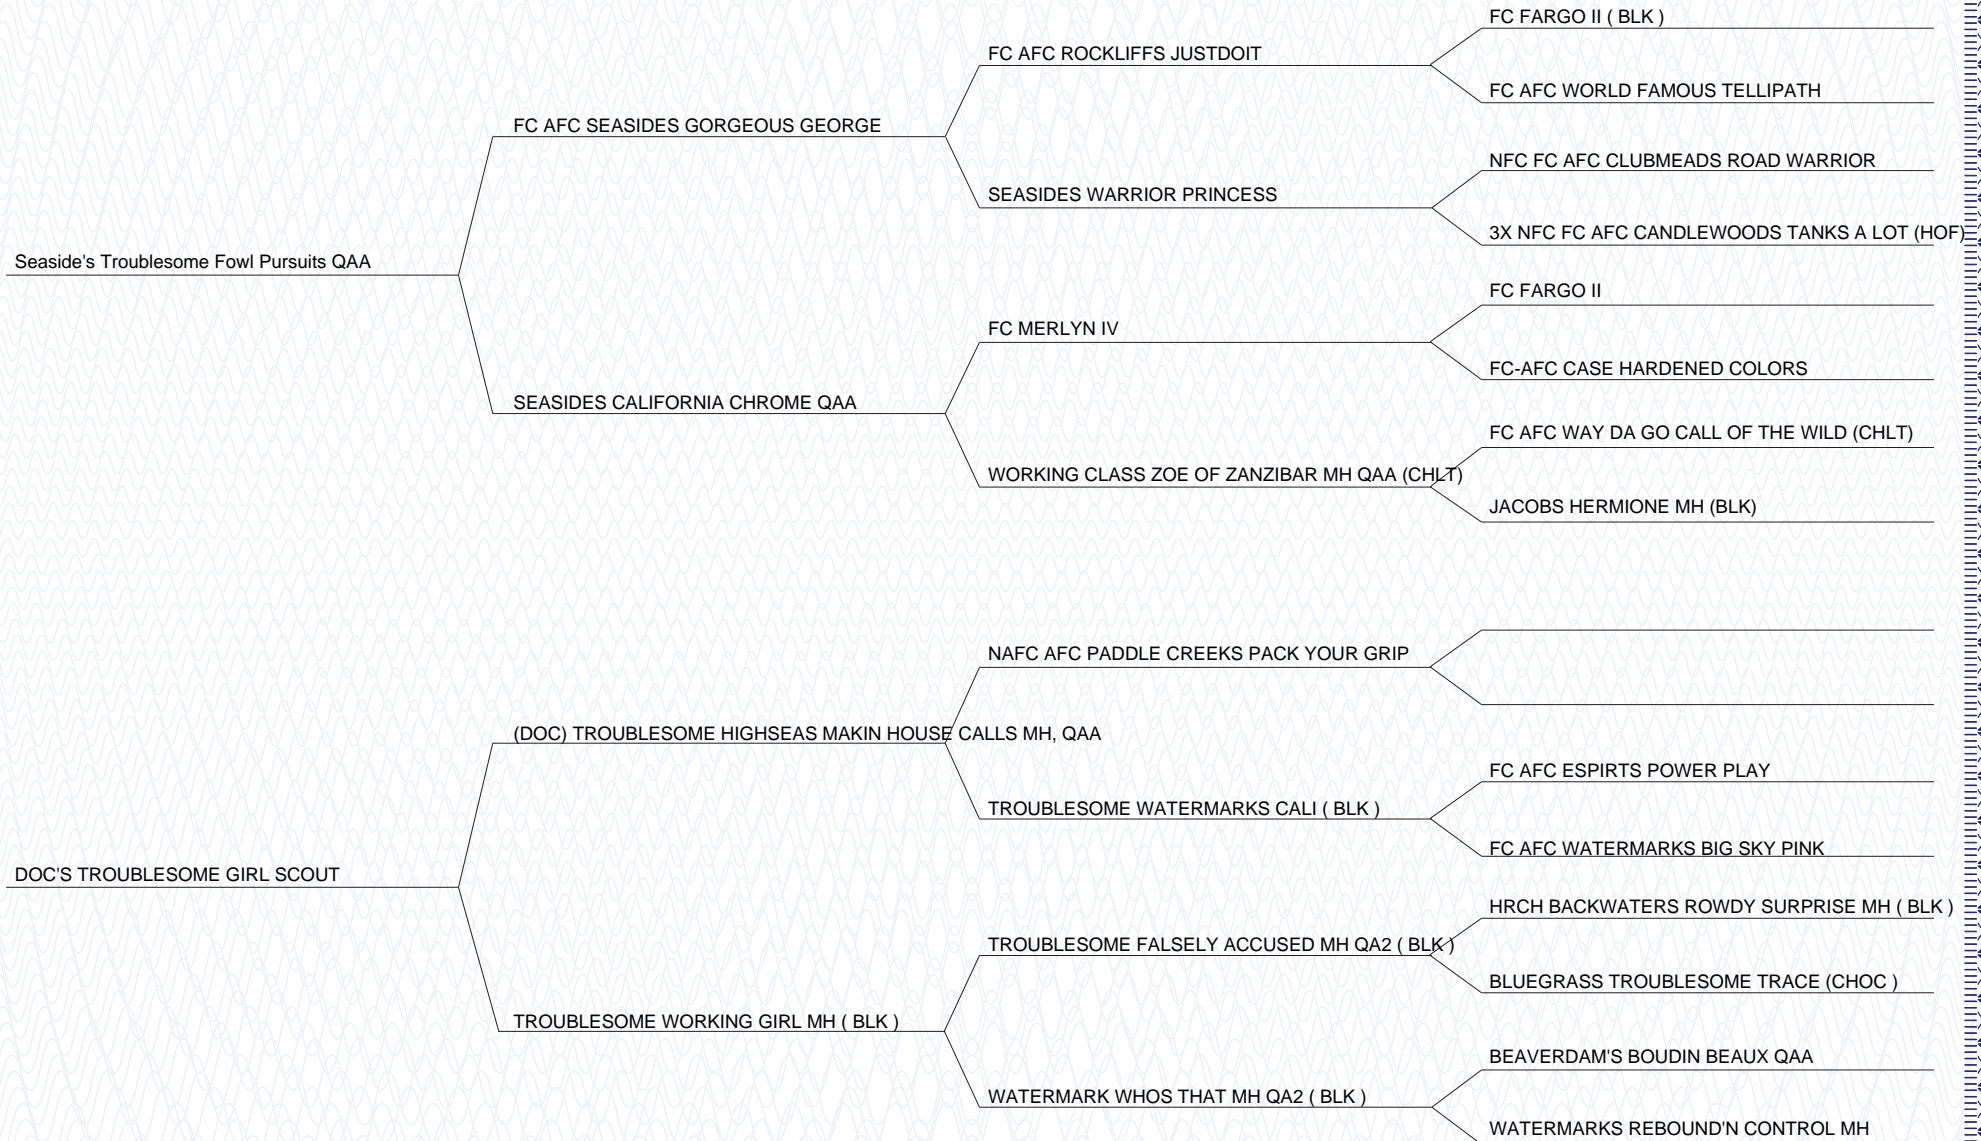 FC FARGO II ( BLK )
FC AFC ROCKLIFFS JUSTDOIT
FC AFC WORLD FAMOUS TELLIPATH
FC AFC SEASIDES GORGEOUS GEORGE
NFC FC AFC CLUBMEADS ROAD WARRIOR
SEASIDES WARRIOR PRINCESS
3X NFC FC AFC CANDLEWOODS TANKS A LOT (HOF)
Seaside's Troublesome Fowl Pursuits QAA
FC FARGO II
FC MERLYN IV
FC-AFC CASE HARDENED COLORS
SEASIDES CALIFORNIA CHROME QAA
FC AFC WAY DA GO CALL OF THE WILD (CHLT)
WORKING CLASS ZOE OF ZANZIBAR MH QAA (CHLT)
JACOBS HERMIONE MH (BLK)
NAFC AFC PADDLE CREEKS PACK YOUR GRIP
(DOC) TROUBLESOME HIGHSEAS MAKIN HOUSE CALLS MH, QAA
FC AFC ESPIRTS POWER PLAY
TROUBLESOME WATERMARKS CALI ( BLK )
FC AFC WATERMARKS BIG SKY PINK
DOC'S TROUBLESOME GIRL SCOUT
HRCH BACKWATERS ROWDY SURPRISE MH ( BLK )
TROUBLESOME FALSELY ACCUSED MH QA2 ( BLK )
BLUEGRASS TROUBLESOME TRACE (CHOC )
TROUBLESOME WORKING GIRL MH ( BLK )
BEAVERDAM'S BOUDIN BEAUX QAA
WATERMARK WHOS THAT MH QA2 ( BLK )
WATERMARKS REBOUND'N CONTROL MH